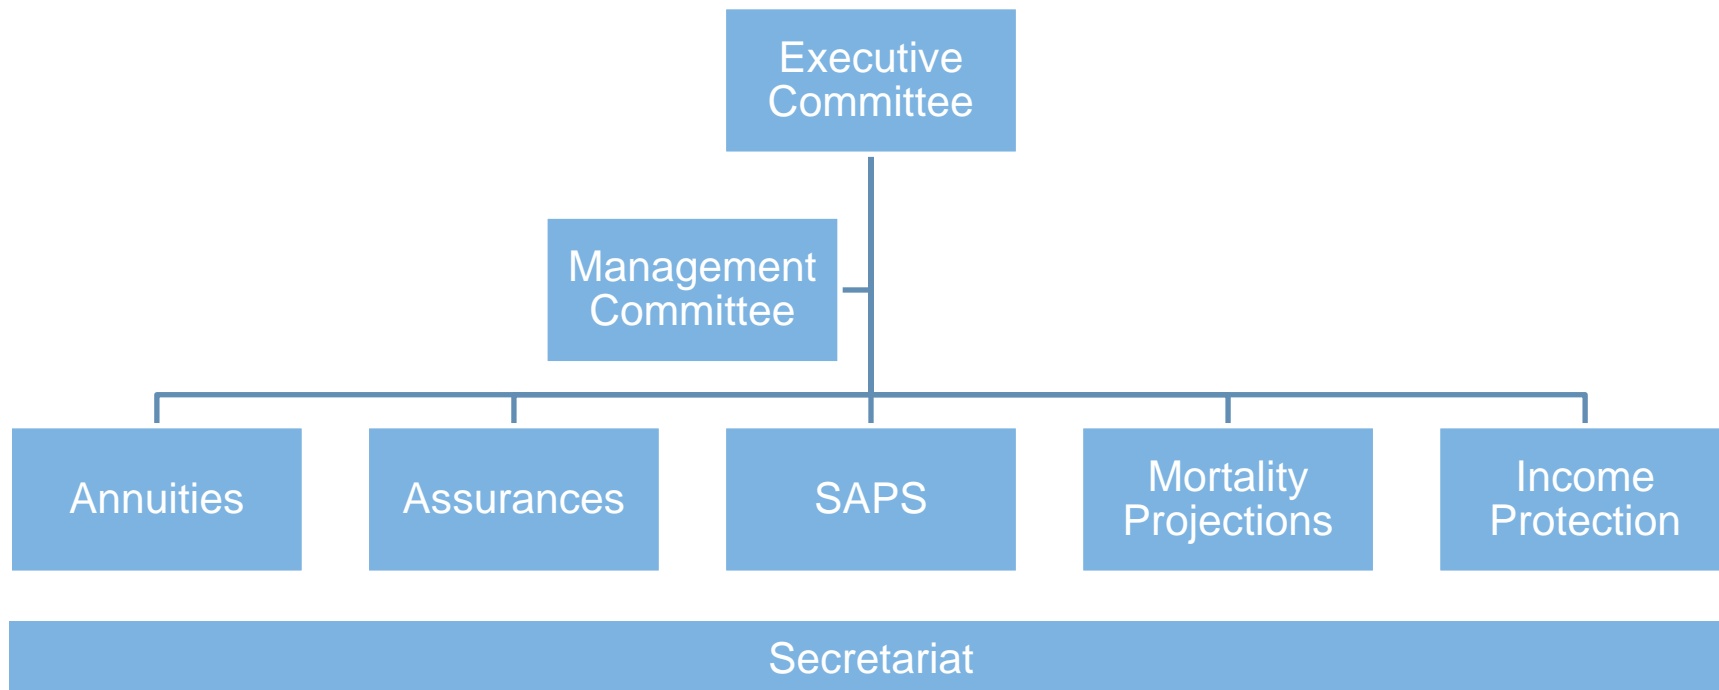 Executive
Committee
Management
Committee
Annuities
Assurances
SAPS
Mortality
Projections
Income
Protection
Secretariat